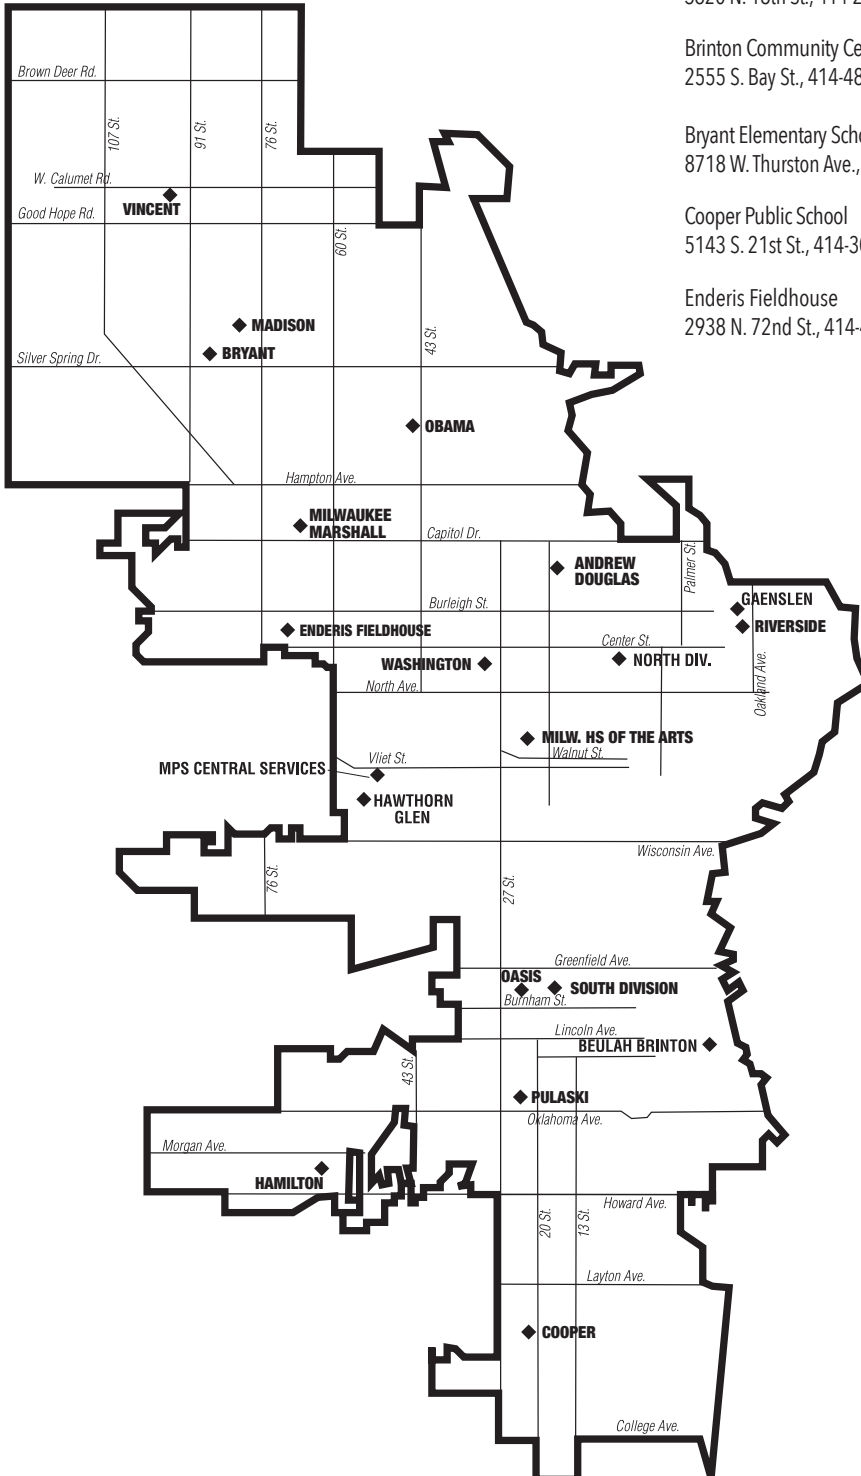 Brinton Community Ce
2555 S. Bay St., 414-48
Bryant Elementary Scho
8718 W. Thurston Ave.,
Cooper Public School
5143 S. 21st St., 414-30
Enderis Fieldhouse
2938 N. 72nd St., 414-4
Brown Deer Rd.
107 St.
91 St.
76 St.
W. Calumet Rd.
VINCENT
Good Hope Rd.
60 St.
MADISON
BRYANT
43 St.
Silver Spring Dr.
OBAMA
Hampton Ave.
MILWAUKEE
MARSHALL
Capitol Dr.
ANDREW
DOUGLAS
Palmer St.
GAENSLEN
Burleigh St.
RIVERSIDE
ENDERIS FIELDHOUSE
Center St.
WASHINGTON
NORTH DIV.
Oakland Ave.
North Ave.
MILW. HS OF THE ARTS
Walnut St.
Vliet St.
MPS CENTRAL SERVICES
HAWTHORN
GLEN
Wisconsin Ave.
76 St.
27 St.
Greenfield Ave.
OASIS
SOUTH DIVISION
Burnham St.
Lincoln Ave.
BEULAH BRINTON
43 St.
PULASKI
Oklahoma Ave.
Morgan Ave.
HAMILTON
Howard Ave.
20 St.
13 St.
Layton Ave.
COOPER
College Ave.